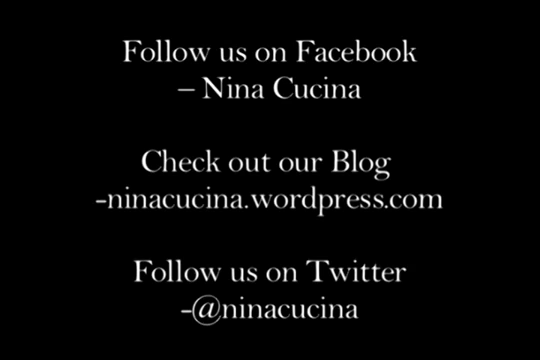 Follow us on Facebook
– Nina Cucina
Check out our Blog
-ninacucina.wordpress.com
Follow us on Twitter
-@ninacucina